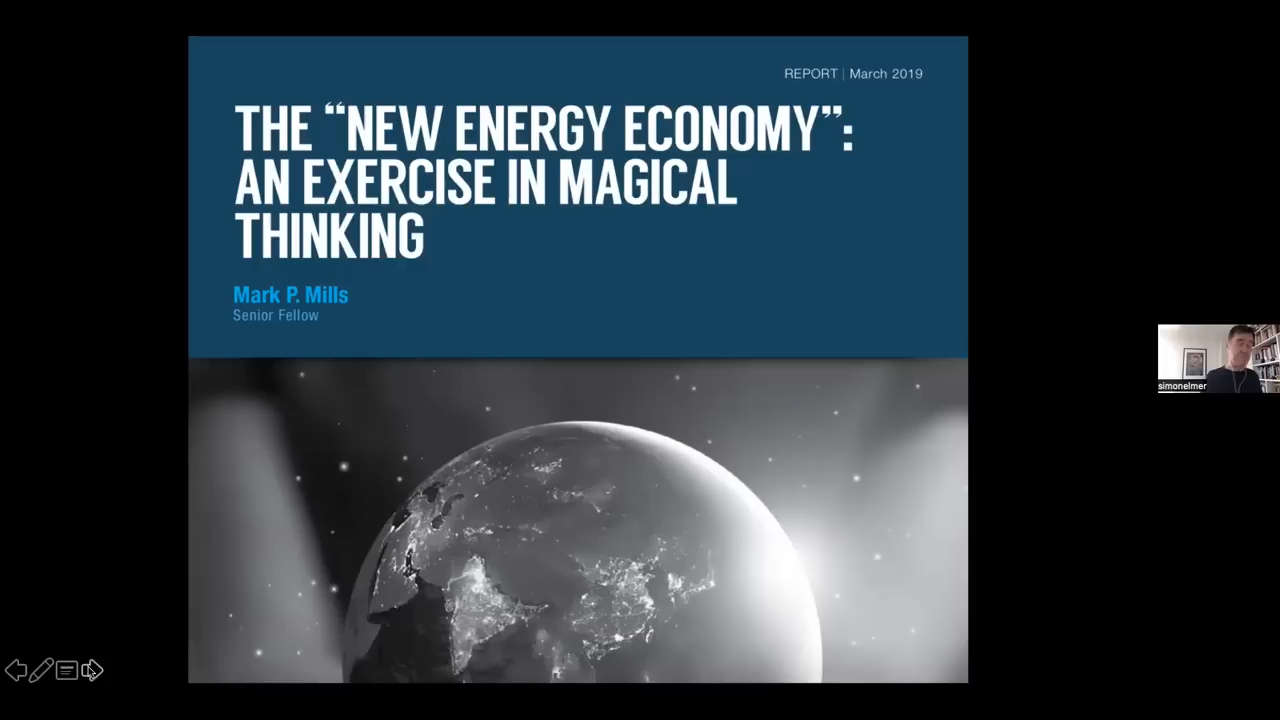 REPORT | March 2019
THE “NEW ENERGY ECONOMY”:
AN EXERCISE IN MAGICAL
THINKING
Mark P. Mills
Senior Fellow
simonelmer